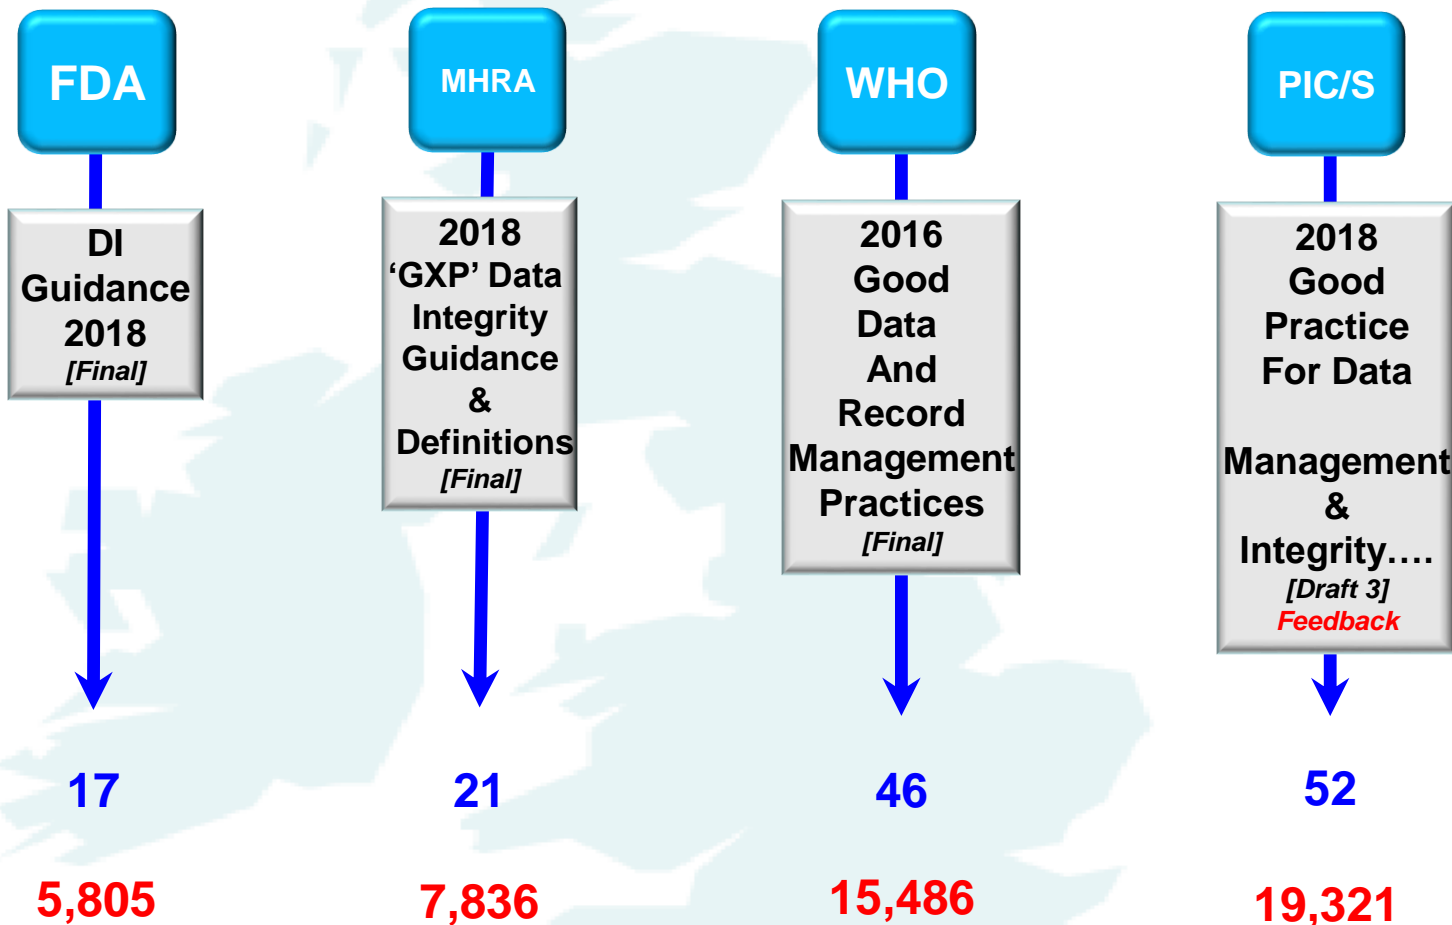 FDA
DI
Guidance
2018
[Final]
17
5,805
MHRA
2018
‘GXP’ Data
Integrity
Guidance
&
Definitions
[Final]
21
7,836
WHO
2016
Good
Data
And
Record
Management
Practices
[Final]
46
15,486
PIC/S
2018
Good
Practice
For Data
Management
&
Integrity….
[Draft 3]
Feedback
52
19,321